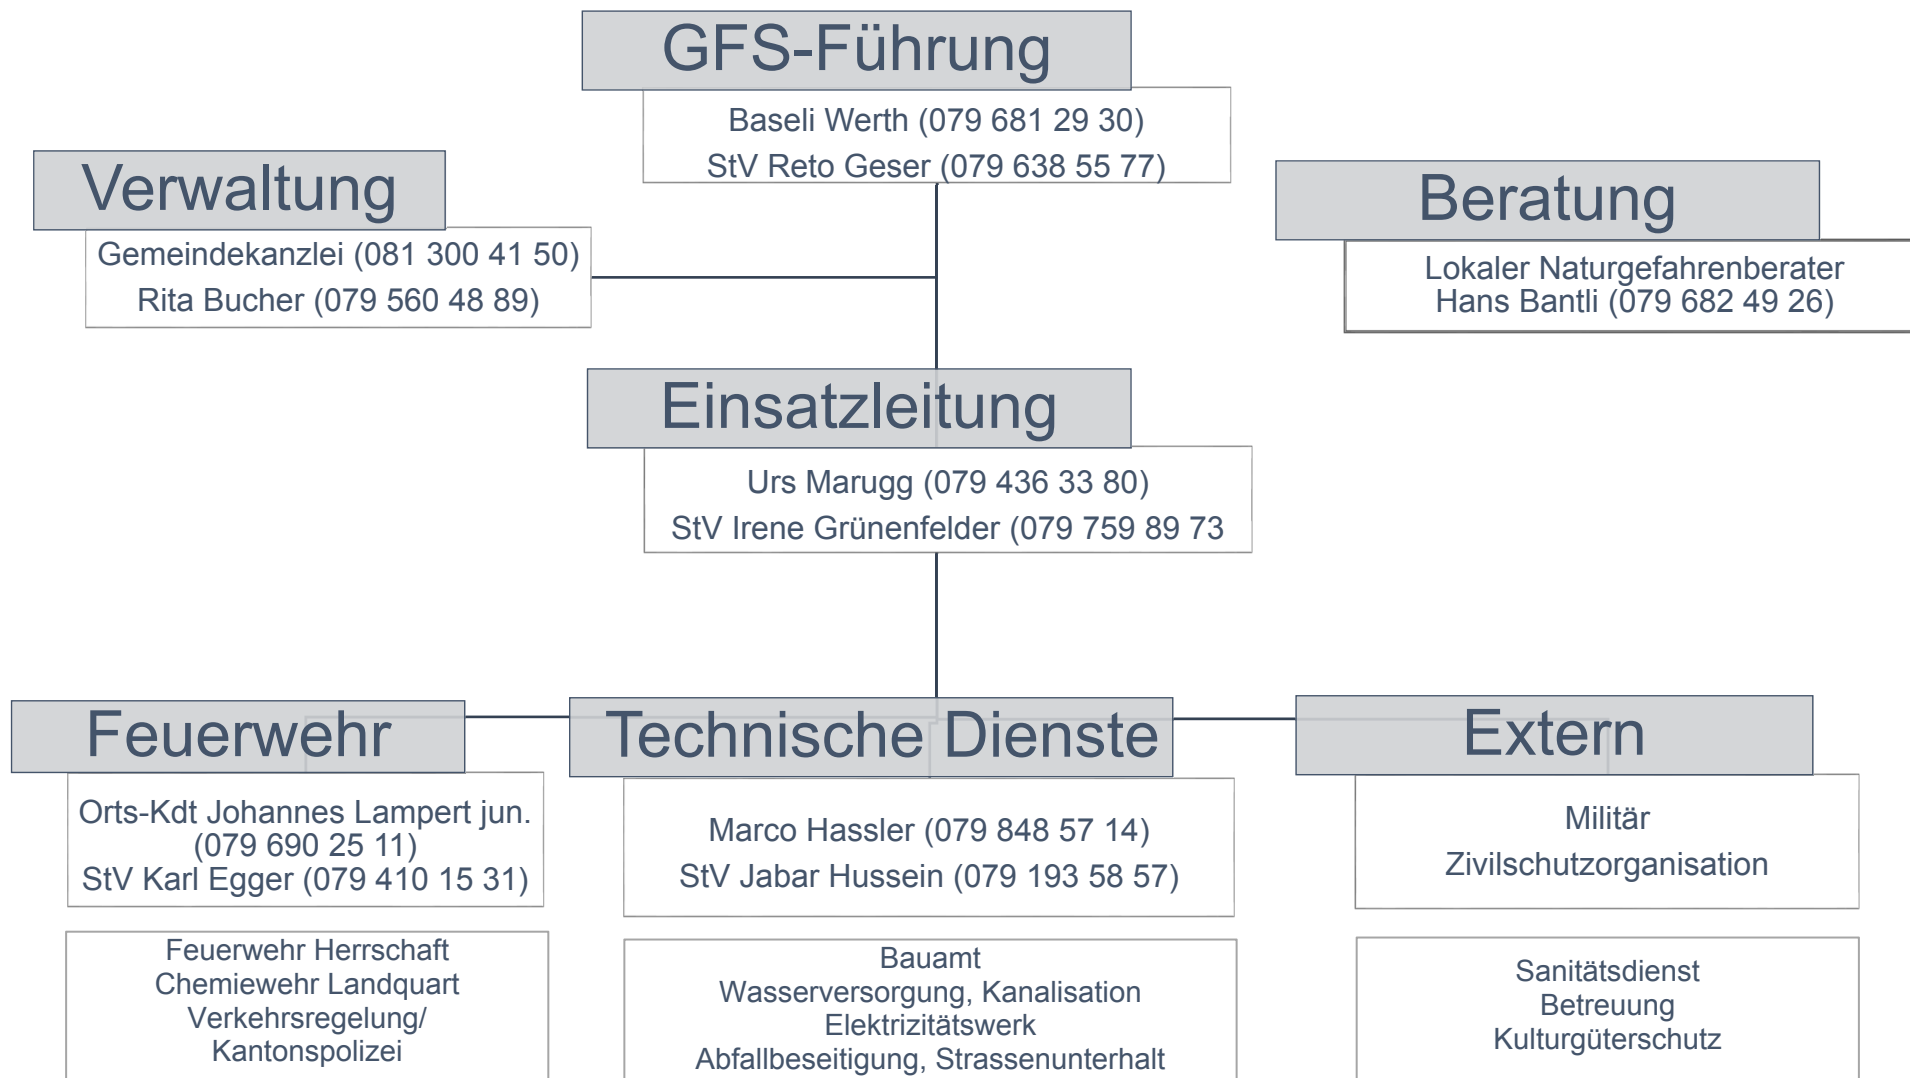 GFS-Führung
Baseli Werth (079 681 29 30)
StV Reto Geser (079 638 55 77)
Verwaltung
Gemeindekanzlei (081 300 41 50)
Rita Bucher (079 560 48 89)
Beratung
Lokaler Naturgefahrenberater
Hans Bantli (079 682 49 26)
Einsatzleitung
Urs Marugg (079 436 33 80)
StV Irene Grünenfelder (079 759 89 73
Feuerwehr
Orts-Kdt Johannes Lampert jun.
(079 690 25 11)
StV Karl Egger (079 410 15 31)
Feuerwehr Herrschaft
Chemiewehr Landquart
Verkehrsregelung/
Kantonspolizei
Technische Dienste
Marco Hassler (079 848 57 14)
StV Jabar Hussein (079 193 58 57)
Bauamt
Wasserversorgung, Kanalisation
Elektrizitätswerk
Abfallbeseitigung, Strassenunterhalt
Extern
Militär
Zivilschutzorganisation
Sanitätsdienst
Betreuung
Kulturgüterschutz